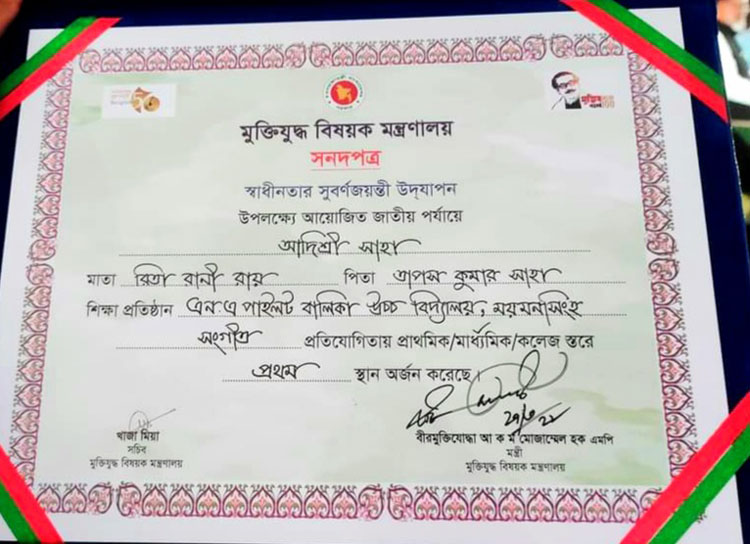 মুজিব
মুক্তিযুদ্ধ বিষয়ক মন্ত্রণালয়
সনদপত্র
স্বাধীনতার সুবর্ণজয়ন্তী উদ্‌যাপন
উপলক্ষ্যে আয়োজিত জাতীয় পর্যায়ে
আদিশ্রী সাহা
মাতা রিতা রানী রায় পিতা তাপস কুমার সাহা
শিক্ষা প্রতিষ্ঠান এন.এ পাইলট বালিকা উচ্চ বিদ্যালয়, ময়মনসিংহ
সংগীত প্রতিযোগিতায় প্রাথমিক/মাধ্যমিক/কলেজ স্তরে
প্রথম স্থান অর্জন করেছে।
খাজা মিয়া
সচিব
মুক্তিযুদ্ধ বিষয়ক মন্ত্রণালয়
বীরমুক্তিযোদ্ধা আ ক ম মোজাম্মেল হক এমপি
মন্ত্রী
মুক্তিযুদ্ধ বিষয়ক মন্ত্রণালয়